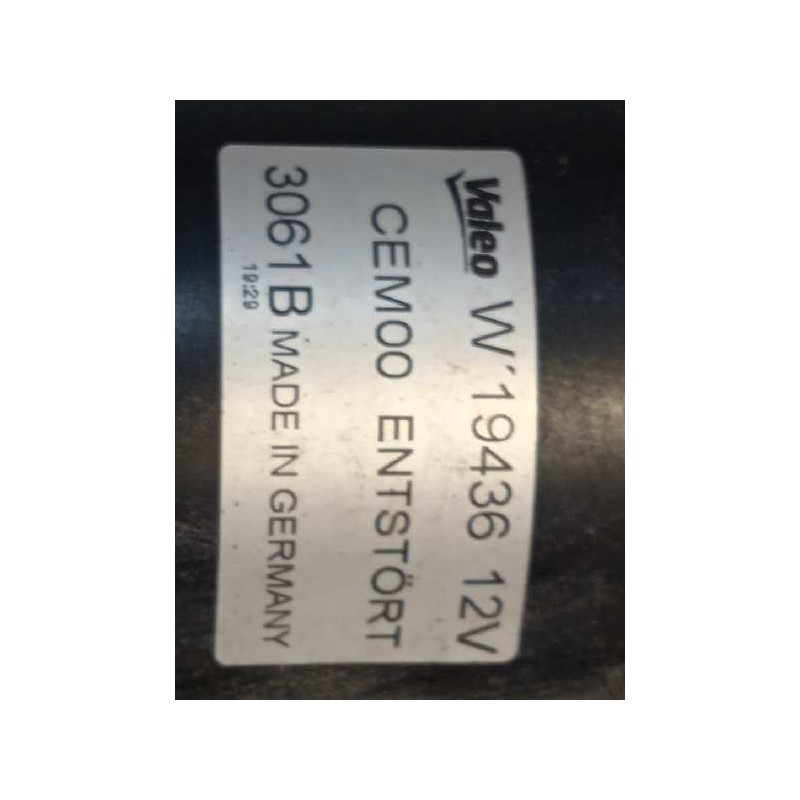 Valeo W´19436 12V
CEM00 ENTSTÖRT
3061B MADE IN GERMANY
19:29